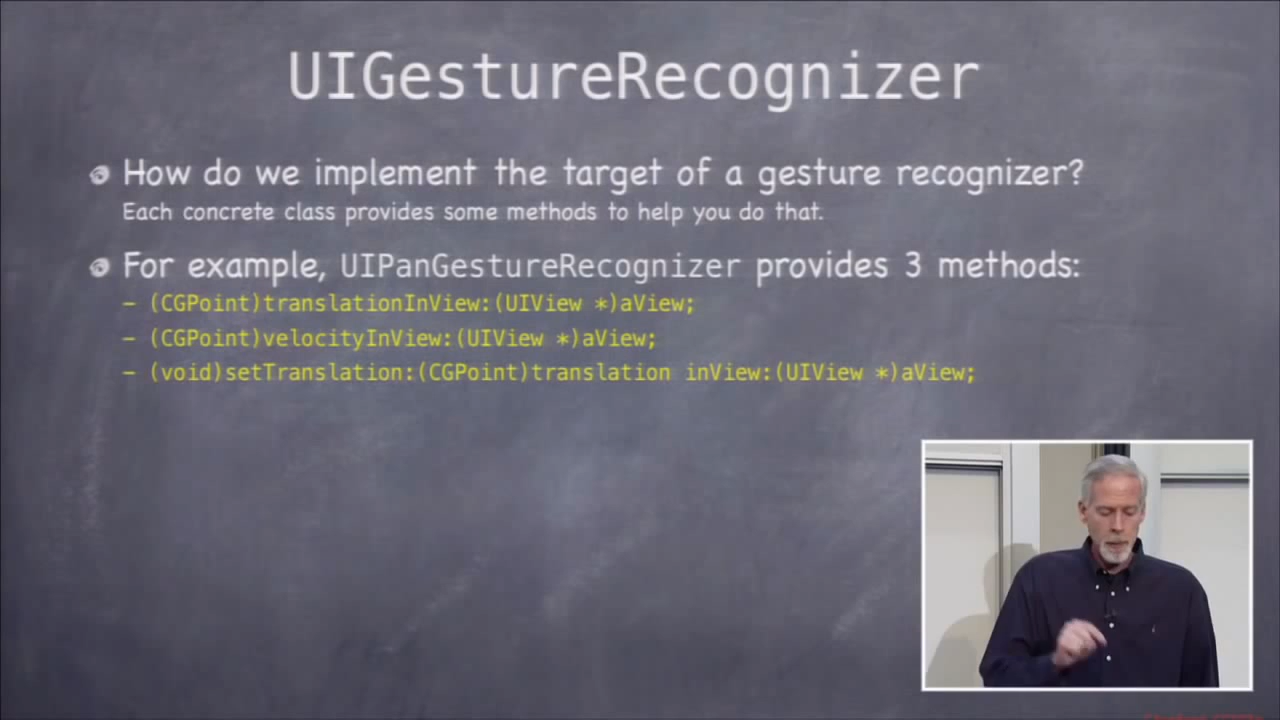 UIGestureRecognizer
How do we implement the target of a gesture recognizer?
Each concrete class provides some methods to help you do that.
For example, UIPanGestureRecognizer provides 3 methods:
– (CGPoint)translationInView:(UIView *)aView;
– (CGPoint)velocityInView:(UIView *)aView;
– (void)setTranslation:(CGPoint)translation inView:(UIView *)aView;